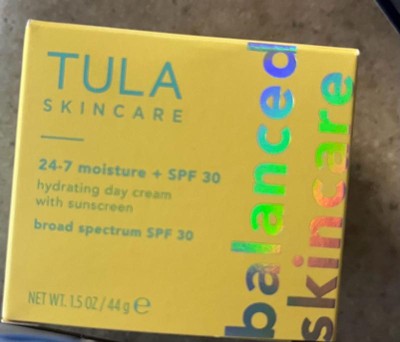 TULA
SKINCARE
24-7 moisture + SPF 30
hydrating day cream
with sunscreen
broad spectrum SPF 30
NET WT. 1.5 OZ / 44 g ℮
balanced
skincare